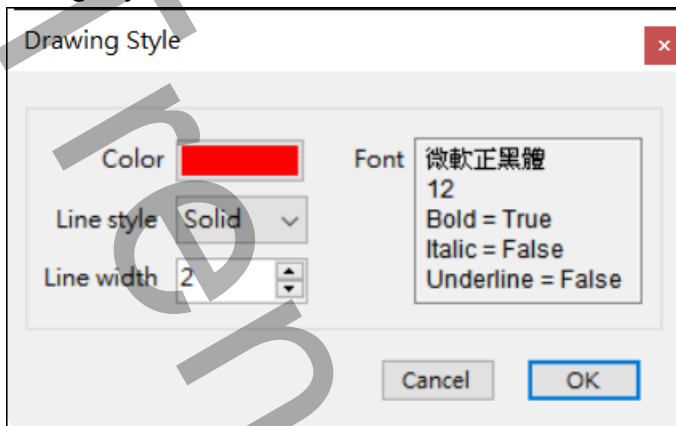 Drawing Style
Color
Line style Solid
Line width 2
Font
微軟正黑體
12
Bold = True
Italic = False
Underline = False
Cancel OK